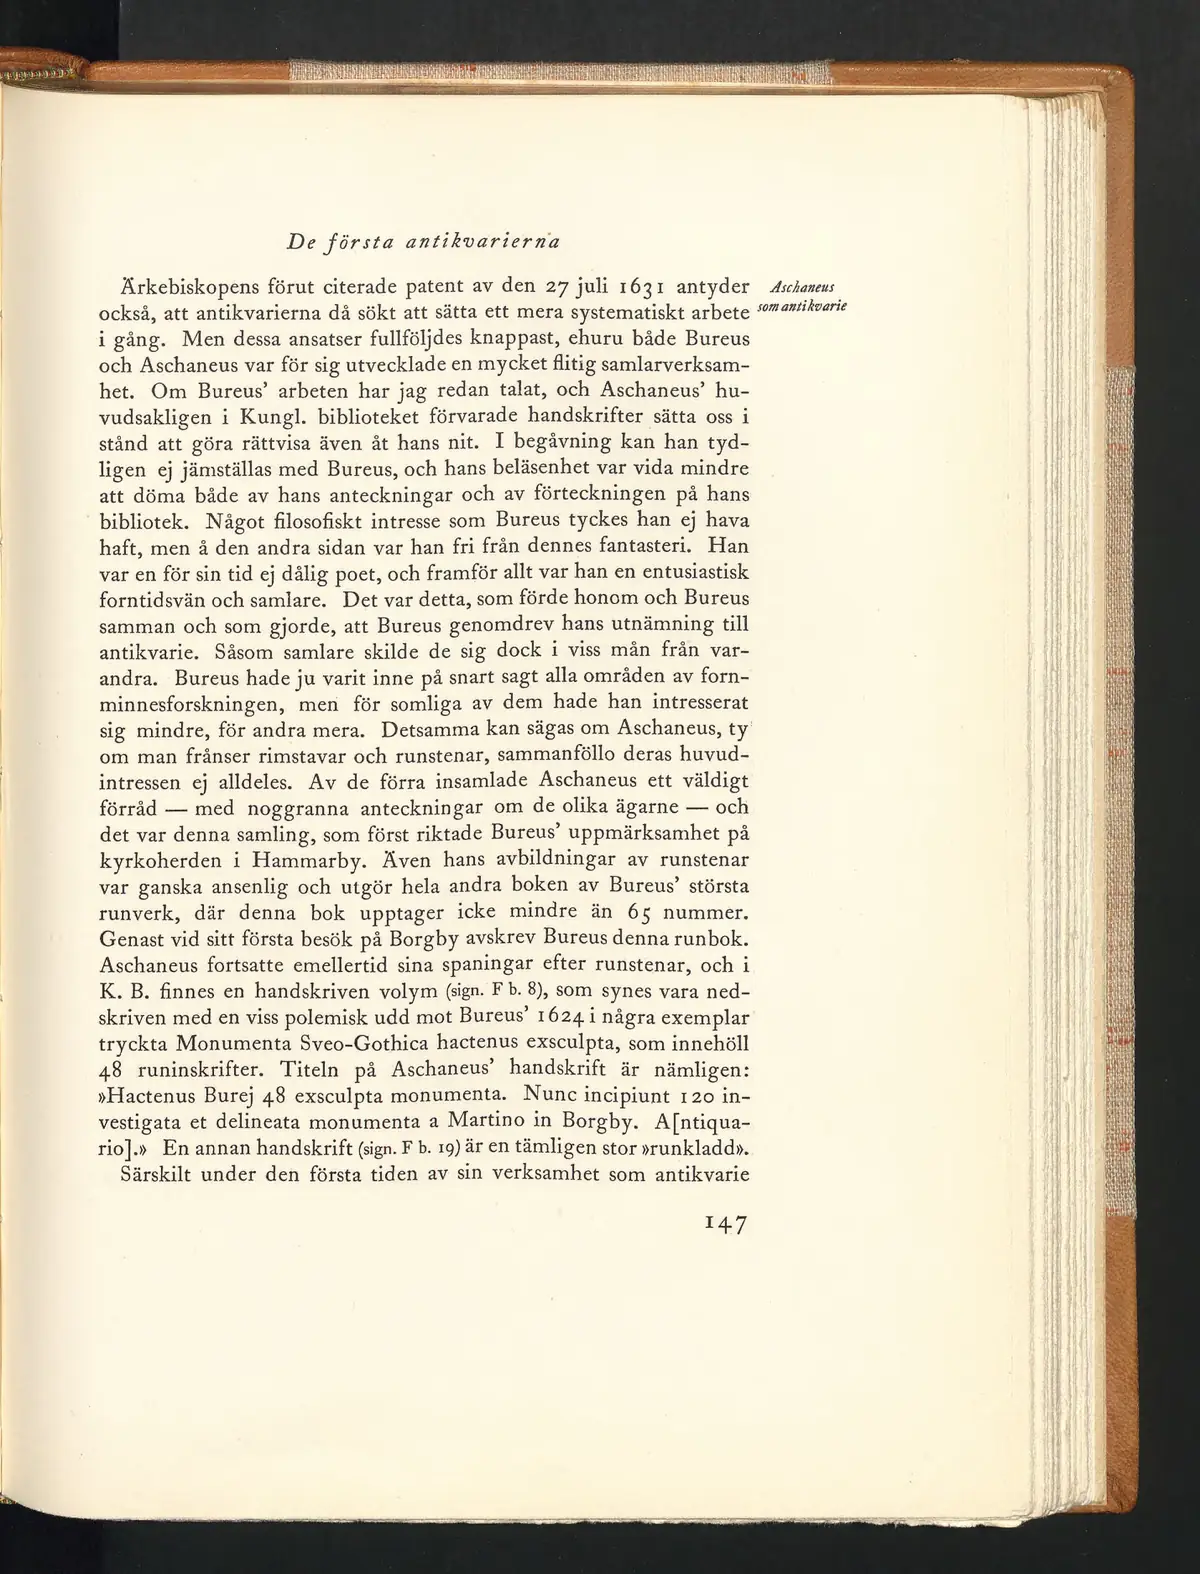 De första antikvarierna
Ärkebiskopens förut citerade patent av den 27 juli 1631 antyder
också, att antikvarierna då sökt att sätta ett mera systematiskt arbete
i gång. Men dessa ansatser fullföljdes knappast, ehuru både Bureus
och Aschaneus var för sig utvecklade en mycket flitig samlarverksam-
het. Om Bureus’ arbeten har jag redan talat, och Aschaneus’ hu-
vudsakligen i Kungl. biblioteket förvarade handskrifter sätta oss i
stånd att göra rättvisa även åt hans nit. I begåvning kan han tyd-
ligen ej jämställas med Bureus, och hans beläsenhet var vida mindre
att döma både av hans anteckningar och av förteckningen på hans
bibliotek. Något filosofiskt intresse som Bureus tyckes han ej hava
haft, men å den andra sidan var han fri från dennes fantasteri. Han
var en för sin tid ej dålig poet, och framför allt var han en entusiastisk
forntidsvän och samlare. Det var detta, som förde honom och Bureus
samman och som gjorde, att Bureus genomdrev hans utnämning till
antikvarie. Såsom samlare skilde de sig dock i viss mån från var-
andra. Bureus hade ju varit inne på snart sagt alla områden av forn-
minnesforskningen, men för somliga av dem hade han intresserat
sig mindre, för andra mera. Detsamma kan sägas om Aschaneus, ty
om man frånser rimstavar och runstenar, sammanföllo deras huvud-
intressen ej alldeles. Av de förra insamlade Aschaneus ett väldigt
förråd — med noggranna anteckningar om de olika ägarne — och
det var denna samling, som först riktade Bureus’ uppmärksamhet på
kyrkoherden i Hammarby. Även hans avbildningar av runstenar
var ganska ansenlig och utgör hela andra boken av Bureus’ största
runverk, där denna bok upptager icke mindre än 65 nummer.
Genast vid sitt första besök på Borgby avskrev Bureus denna runbok.
Aschaneus fortsatte emellertid sina spaningar efter runstenar, och i
K. B. finnes en handskriven volym (sign. F b. 8), som synes vara ned-
skriven med en viss polemisk udd mot Bureus’ 1624 i några exemplar
tryckta Monumenta Sveo-Gothica hactenus exsculpta, som innehöll
48 runinskrifter. Titeln på Aschaneus’ handskrift är nämligen:
»Hactenus Burej 48 exsculpta monumenta. Nunc incipiunt 120 in-
vestigata et delineata monumenta a Martino in Borgby. A[ntiqua-
rio].» En annan handskrift (sign. F b. 19) är en tämligen stor »runkladd».
Särskilt under den första tiden av sin verksamhet som antikvarie
Aschaneus
som antikvarie
147